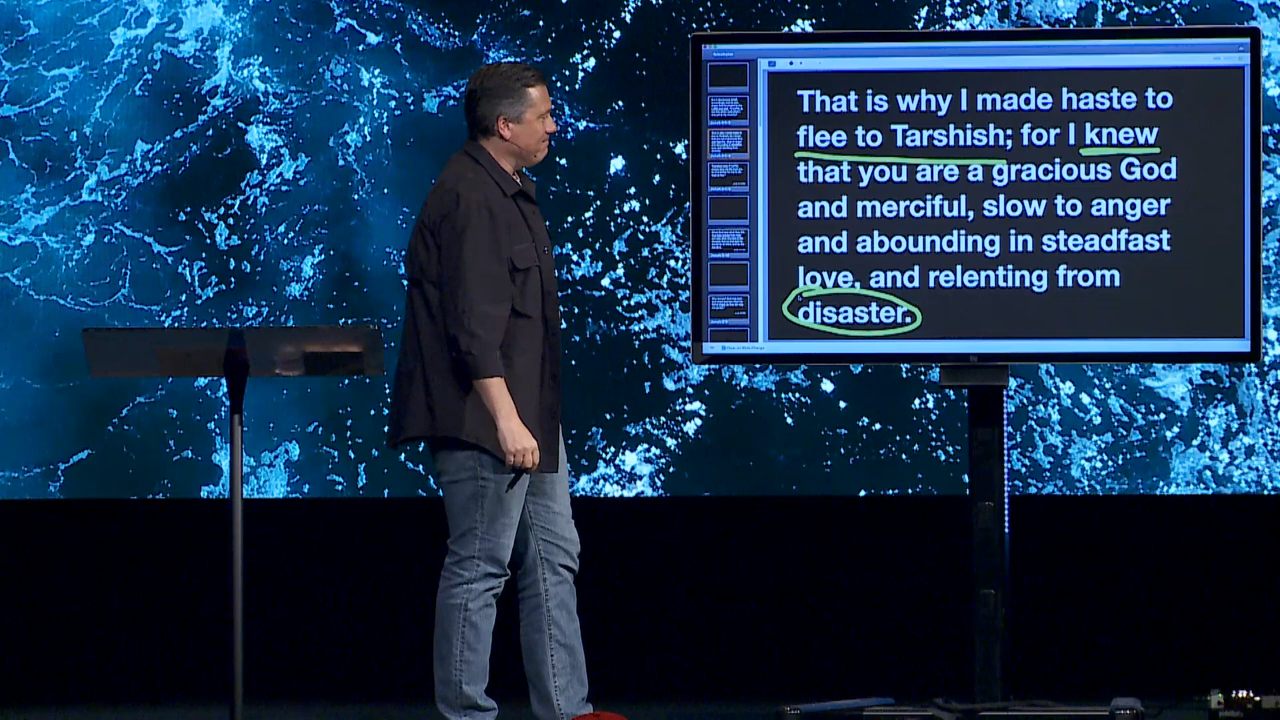 That is why I made haste to
flee to Tarshish; for I knew
that you are a gracious God
and merciful, slow to anger
and abounding in steadfast
love, and relenting from
disaster.